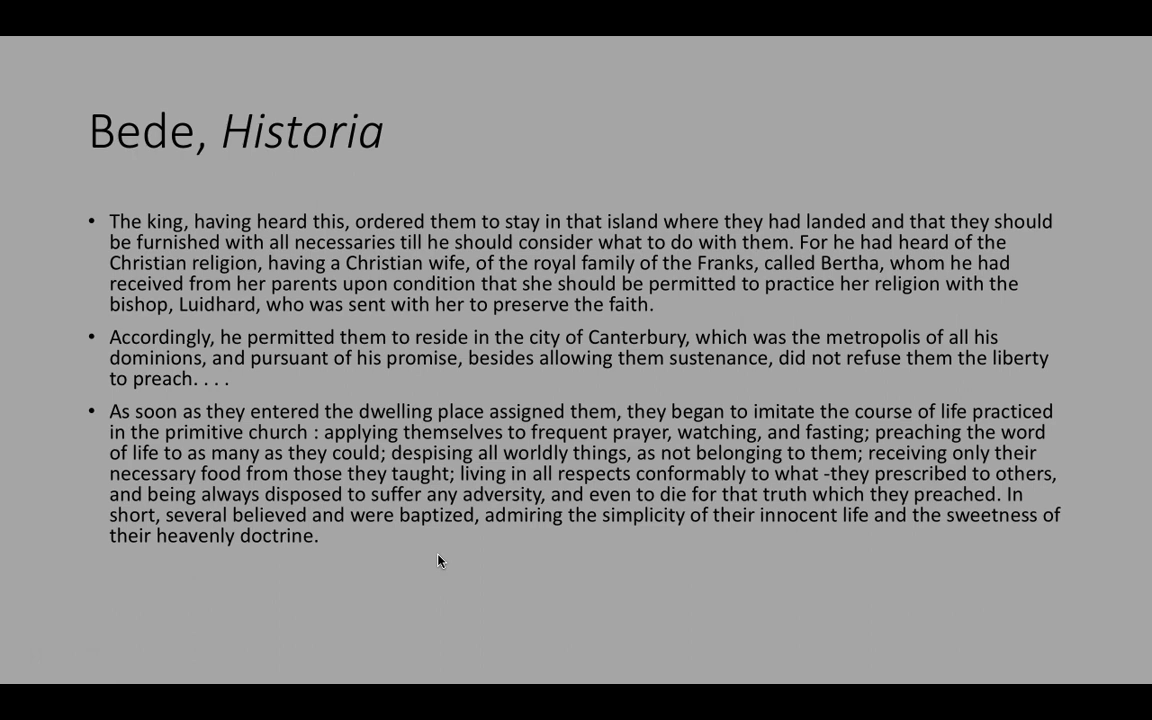 Bede, Historia
• The king, having heard this, ordered them to stay in that island where they had landed and that they should
be furnished with all necessaries till he should consider what to do with them. For he had heard of the
Christian religion, having a Christian wife, of the royal family of the Franks, called Bertha, whom he had
received from her parents upon condition that she should be permitted to practice her religion with the
bishop, Luidhard, who was sent with her to preserve the faith.
• Accordingly, he permitted them to reside in the city of Canterbury, which was the metropolis of all his
dominions, and pursuant of his promise, besides allowing them sustenance, did not refuse them the liberty
to preach. . . .
• As soon as they entered the dwelling place assigned them, they began to imitate the course of life practiced
in the primitive church : applying themselves to frequent prayer, watching, and fasting; preaching the word
of life to as many as they could; despising all worldly things, as not belonging to them; receiving only their
necessary food from those they taught; living in all respects conformably to what -they prescribed to others,
and being always disposed to suffer any adversity, and even to die for that truth which they preached. In
short, several believed and were baptized, admiring the simplicity of their innocent life and the sweetness of
their heavenly doctrine.